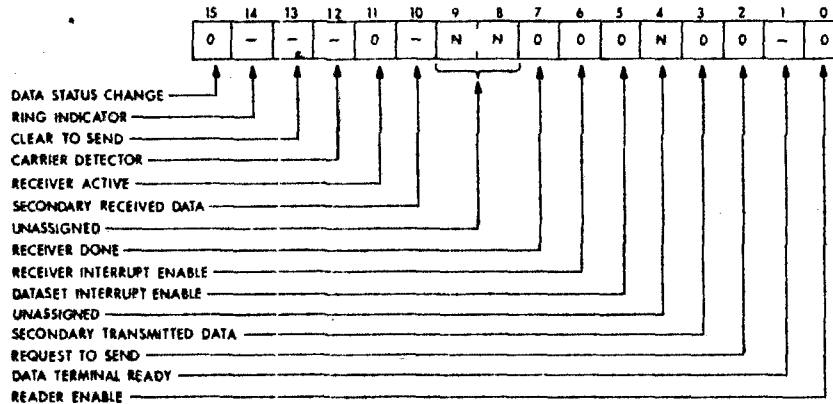 15 14 13 12 11 10 9 8 7 6 5 4 3 2 1 0
0 - - - 0 - N N 0 0 0 N 0 0 - 0
DATA STATUS CHANGE
RING INDICATOR
CLEAR TO SEND
CARRIER DETECTOR
RECEIVER ACTIVE
SECONDARY RECEIVED DATA
UNASSIGNED
RECEIVER DONE
RECEIVER INTERRUPT ENABLE
DATASET INTERRUPT ENABLE
UNASSIGNED
SECONDARY TRANSMITTED DATA
REQUEST TO SEND
DATA TERMINAL READY
READER ENABLE